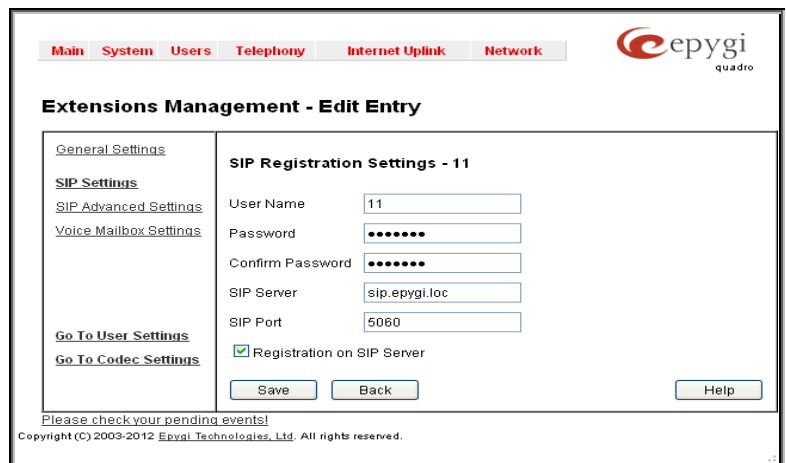 Main System Users Telephony Internet Uplink Network
epygi
quadro
Extensions Management - Edit Entry
General Settings
SIP Settings
SIP Advanced Settings
Voice Mailbox Settings
Go To User Settings
Go To Codec Settings
SIP Registration Settings - 11
User Name 11
Password •••••••
Confirm Password •••••••
SIP Server sip.epygi.loc
SIP Port 5060
Registration on SIP Server
Save Back Help
Please check your pending events!
Copyright (C) 2003-2012 Epygi Technologies, Ltd. All rights reserved.